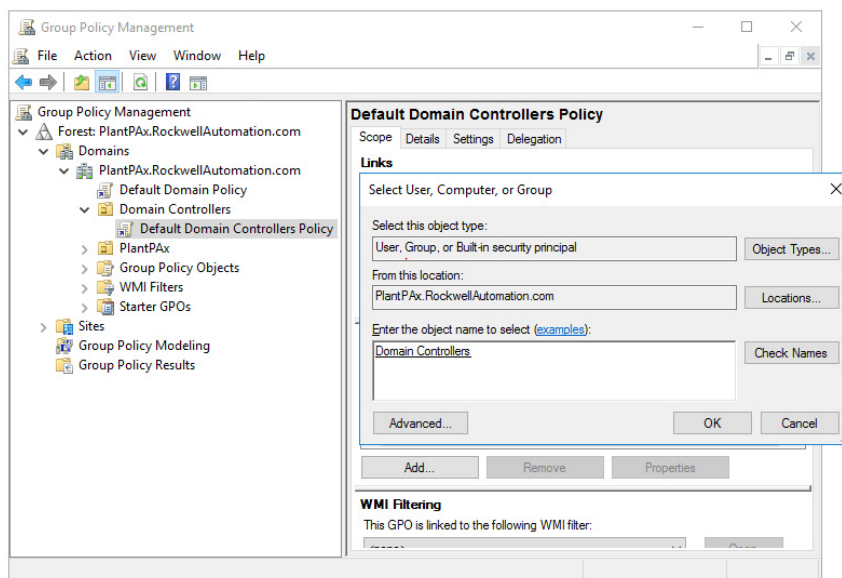 Group Policy Management
File Action View Window Help
Group Policy Management
Forest: PlantPAx.RockwellAutomation.com
Domains
PlantPAx.RockwellAutomation.com
Default Domain Policy
Domain Controllers
Default Domain Controllers Policy
PlantPAx
Group Policy Objects
WMI Filters
Starter GPOs
Sites
Group Policy Modeling
Group Policy Results
Default Domain Controllers Policy
Scope Details Settings Delegation
Links
Select User, Computer, or Group
Select this object type:
User, Group, or Built-in security principal
Object Types...
From this location:
PlantPAx.RockwellAutomation.com
Locations...
Enter the object name to select (examples):
Domain Controllers
Check Names
Advanced...
OK
Cancel
Add...
Remove
Properties
WMI Filtering
This GPO is linked to the following WMI filter: